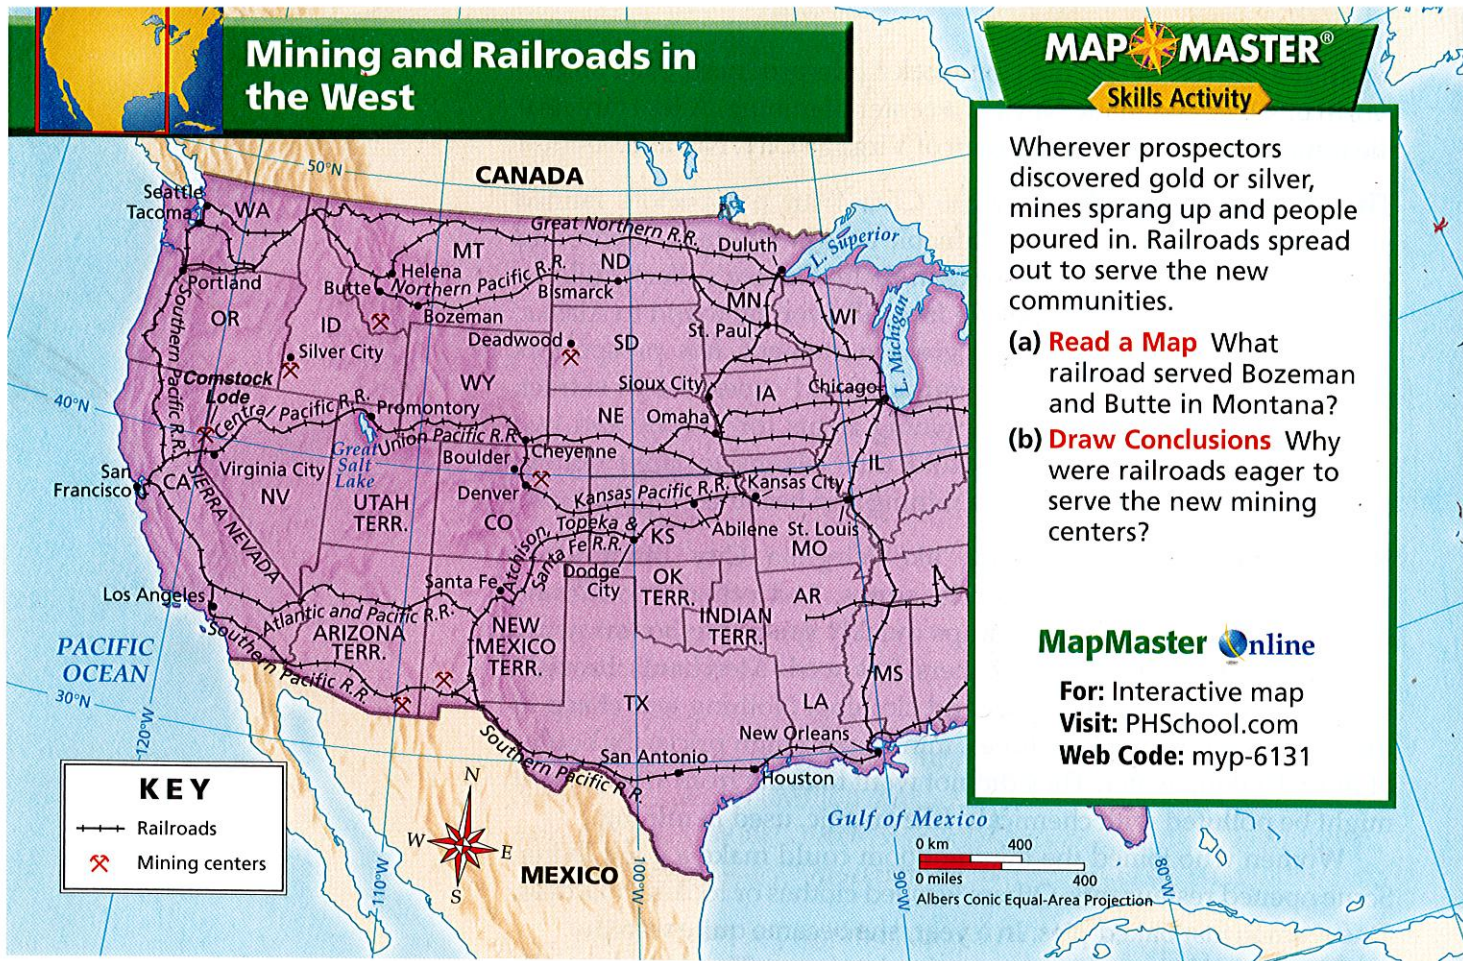 Mining and Railroads in
the West
MAP MASTER®
Skills Activity
Wherever prospectors
discovered gold or silver,
mines sprang up and people
poured in. Railroads spread
out to serve the new
communities.
(a) Read a Map What
railroad served Bozeman
and Butte in Montana?
(b) Draw Conclusions Why
were railroads eager to
serve the new mining
centers?
MapMaster Online
For: Interactive map
Visit: PHSchool.com
Web Code: myp-6131
50°N
CANADA
Seattle
Tacoma
WA
Great Northern R.R.
Duluth
L. Superior
MT
ND
Helena
Northern Pacific R.R.
Portland
Butte
Bismarck
MN
Bozeman
WI
L. Michigan
OR
ID
St. Paul
Southern Pacific R.R.
Deadwood
SD
Silver City
Comstock
Lode
WY
Sioux City
IA
Chicago
40°N
Central Pacific R.R.
Promontory
NE
Omaha
Union Pacific R.R.
Great
Salt
Lake
Boulder
Cheyenne
IL
San
Francisco
CA
Virginia City
NV
UTAH
TERR.
Denver
Kansas Pacific R.R.
Kansas City
SIERRA NEVADA
CO
Atchison,
Topeka &
Santa Fe R.R.
KS
Abilene
St. Louis
MO
Dodge
City
Los Angeles
Santa Fe
OK
TERR.
AR
Atlantic and Pacific R.R.
ARIZONA
TERR.
NEW
MEXICO
TERR.
INDIAN
TERR.
PACIFIC
OCEAN
Southern Pacific R.R.
MS
30°N
TX
LA
120°W
New Orleans
Southern Pacific R.R.
San Antonio
Houston
KEY
Railroads
Mining centers
N
W
E
S
MEXICO
Gulf of Mexico
110°W
100°W
90°W
80°W
0 km 400
0 miles 400
Albers Conic Equal-Area Projection